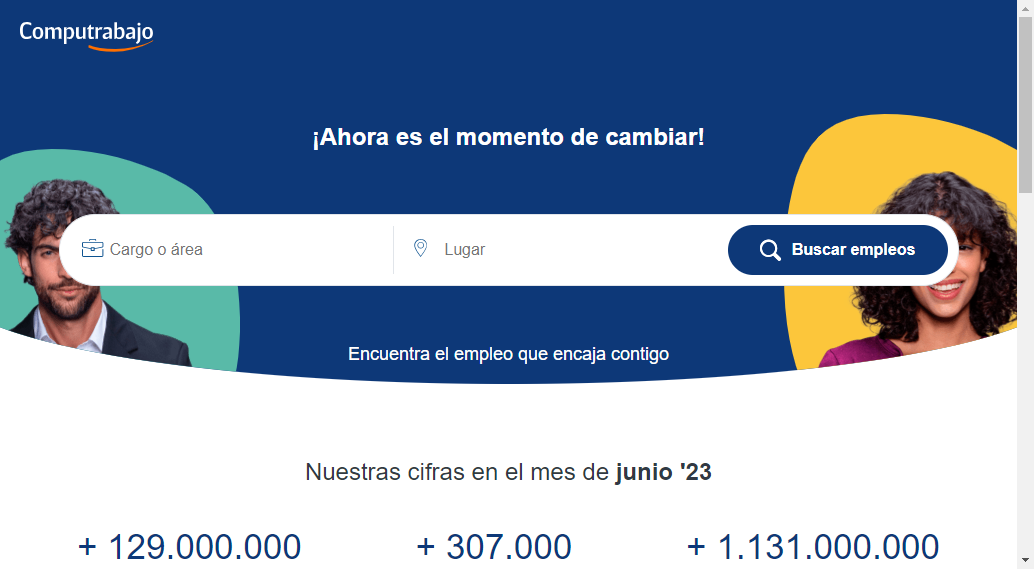 Computrabajo
¡Ahora es el momento de cambiar!
Cargo o área
Lugar
Buscar empleos
Encuentra el empleo que encaja contigo
Nuestras cifras en el mes de junio '23
+ 129.000.000
+ 307.000
+ 1.131.000.000